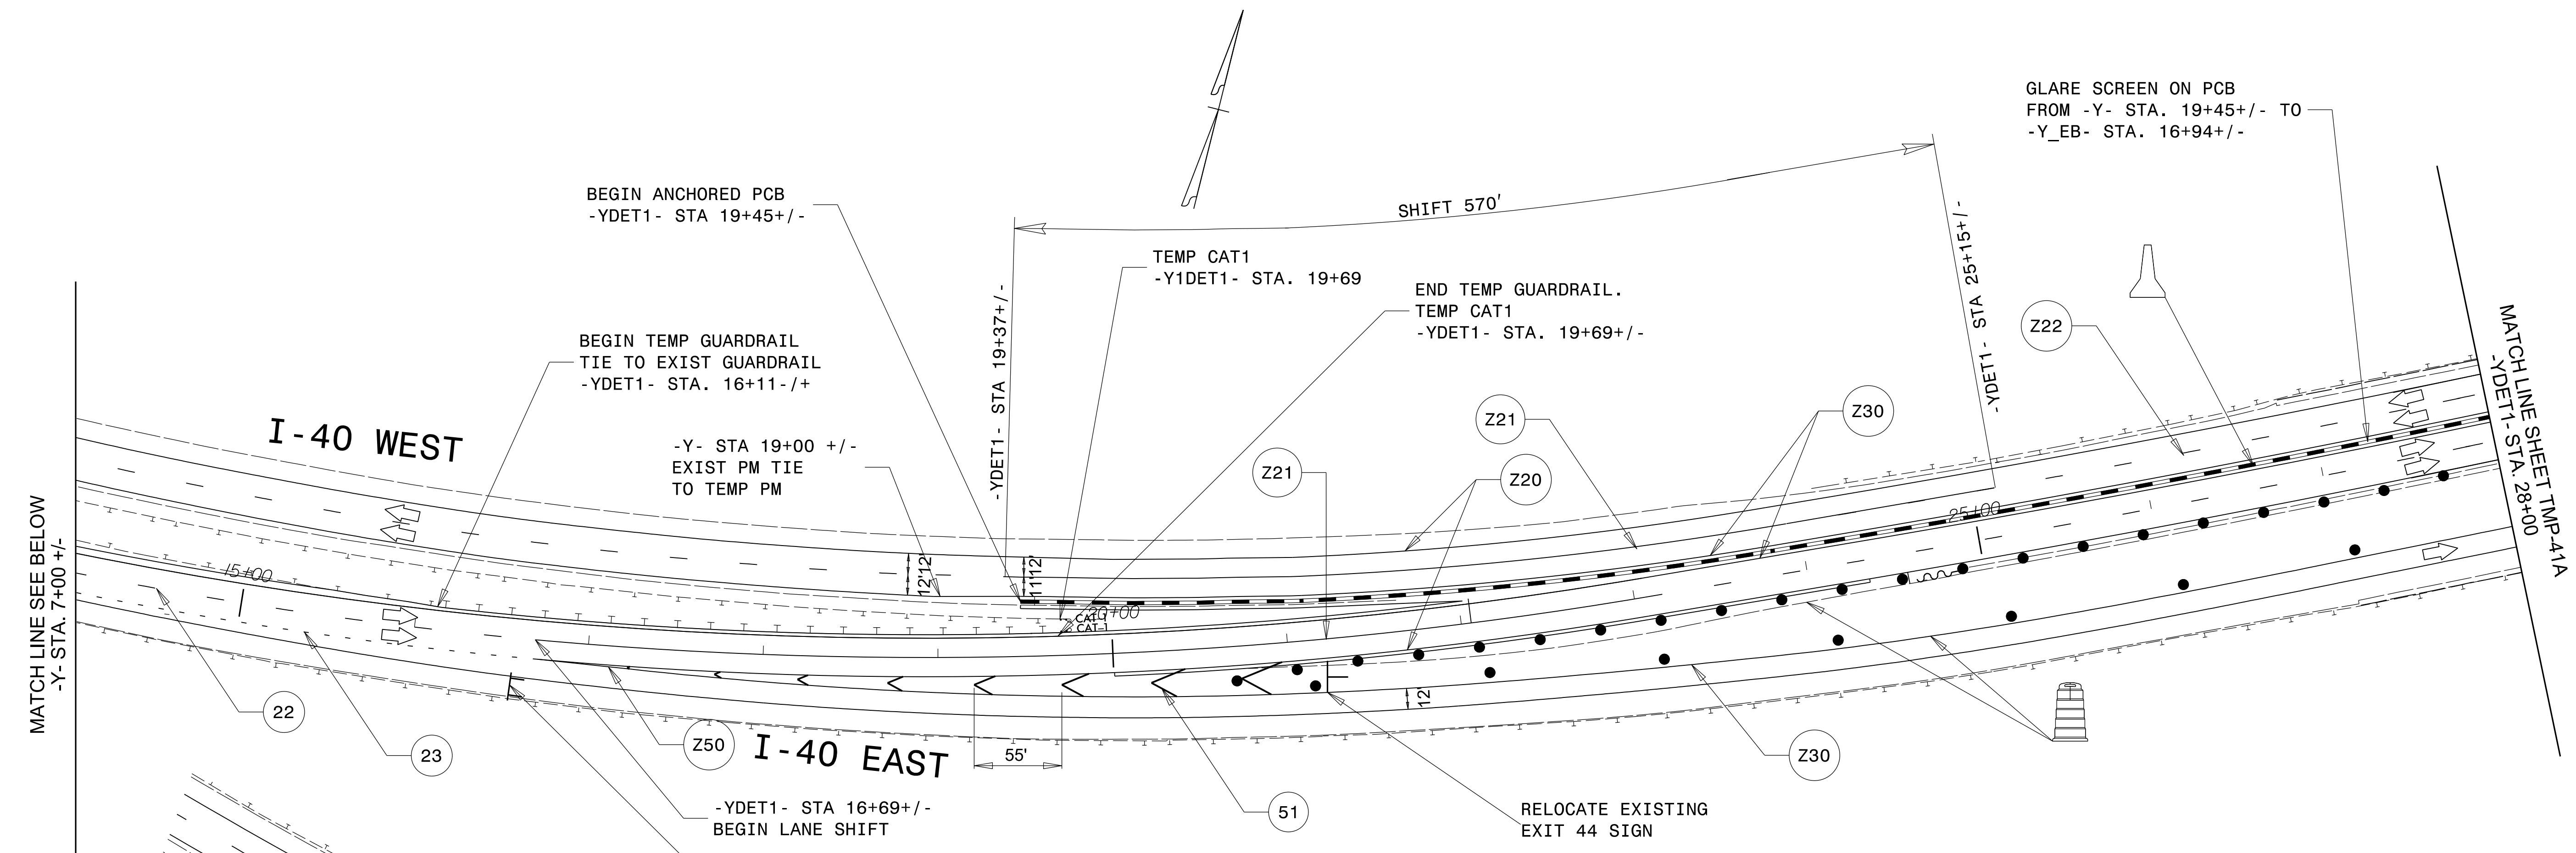 GLARE SCREEN ON PCB
FROM -Y- STA. 19+45+/- TO
-Y_EB- STA. 16+94+/-
BEGIN ANCHORED PCB
-YDET1- STA 19+45+/-
SHIFT 570'
TEMP CAT1
-Y1DET1- STA. 19+69
END TEMP GUARDRAIL.
TEMP CAT1
-YDET1- STA. 19+69+/-
-YDET1- STA 19+37+/-
-YDET1- STA 25+15+/-
BEGIN TEMP GUARDRAIL
TIE TO EXIST GUARDRAIL
-YDET1- STA. 16+11-/+
Z22
MATCH LINE SHEET TMP-41A
-YDET1- STA. 28+00
I-40 WEST
-Y- STA 19+00 +/-
EXIST PM TIE
TO TEMP PM
Z21
Z30
Z21
Z20
MATCH LINE SEE BELOW
-Y- STA. 7+00 +/-
15+00
12'
12'
12'
11'
20+00
25+00
CAT-1
CAT-1
22
23
Z50
I-40 EAST
55'
12'
51
Z30
-YDET1- STA 16+69+/-
BEGIN LANE SHIFT
RELOCATE EXISTING
EXIT 44 SIGN